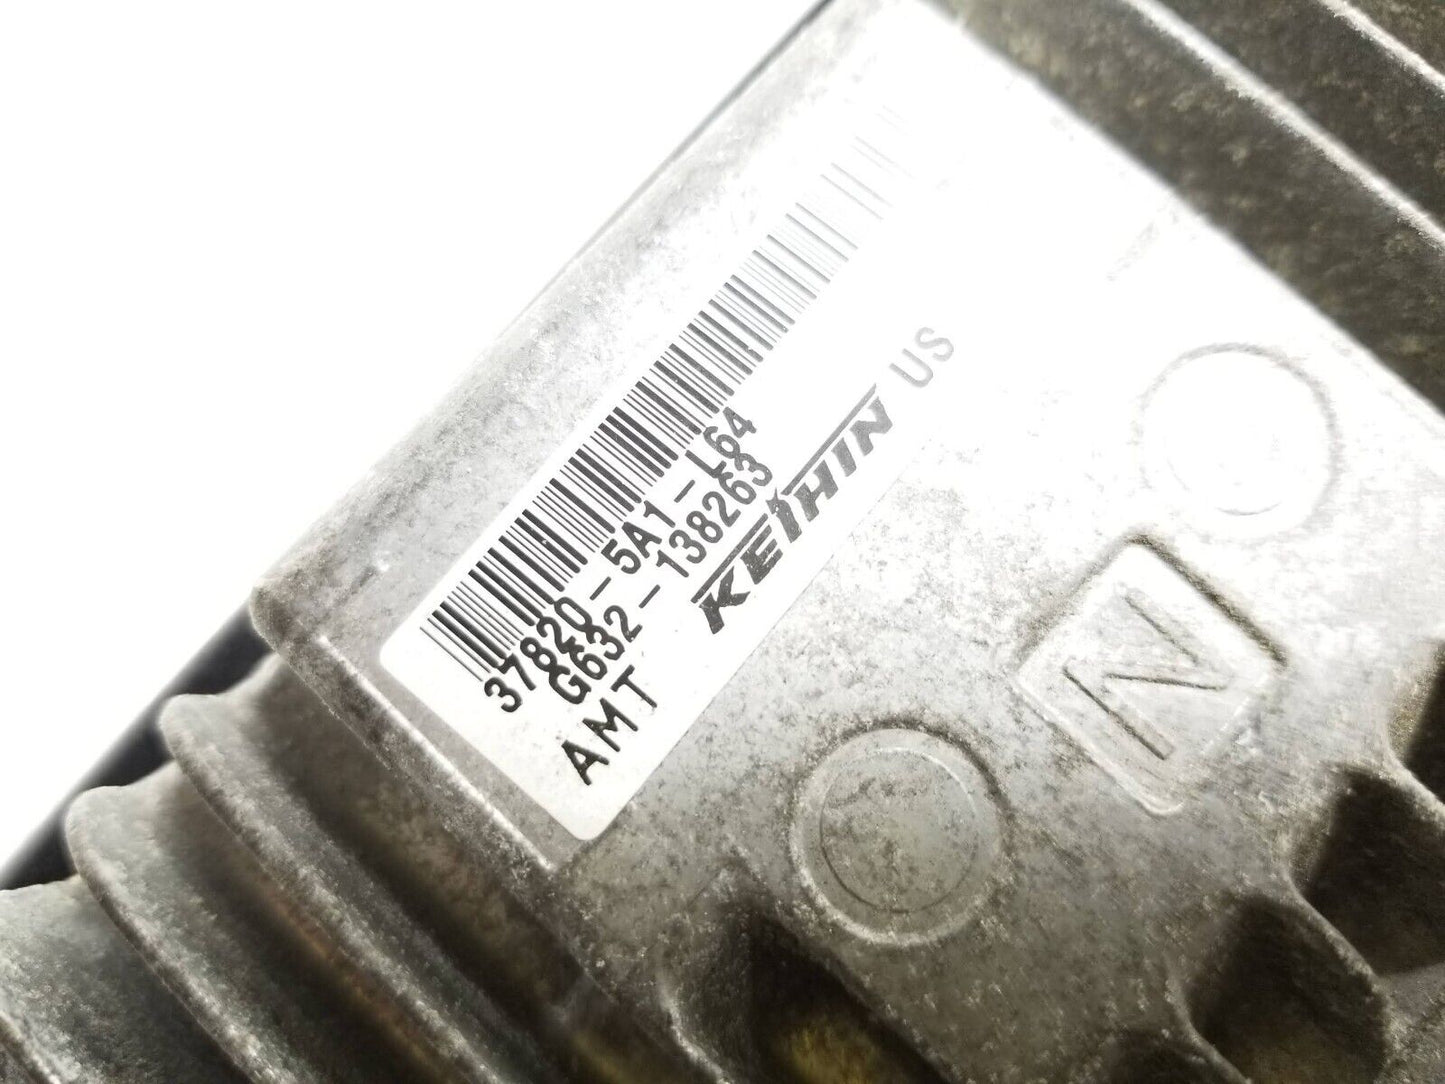 37820-5A1-L64
G632-138263
AMT KEIHIN US
N